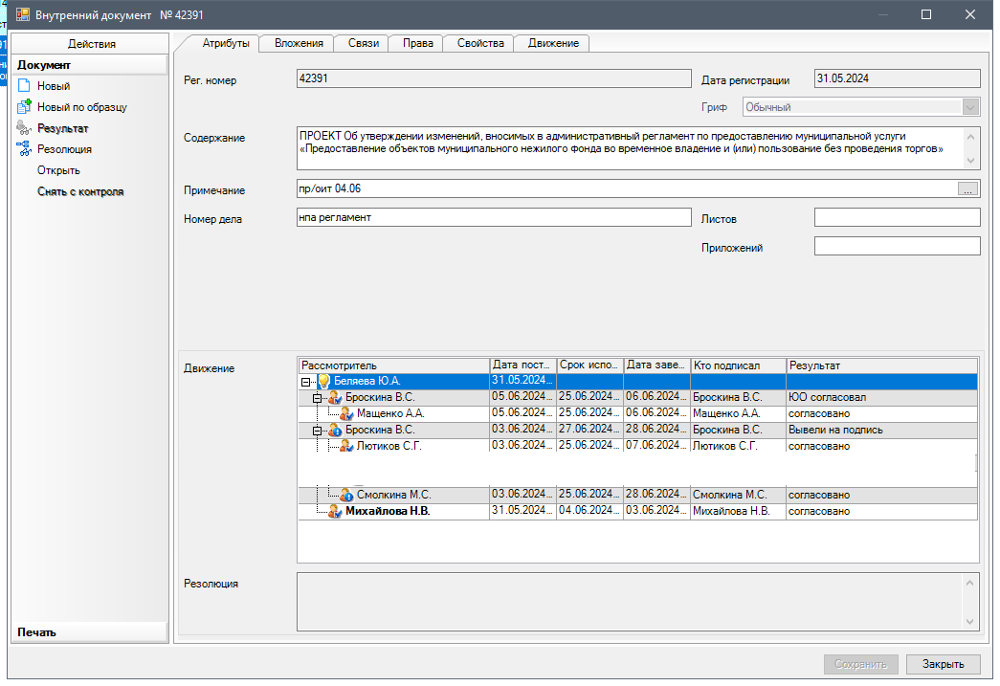 Внутренний документ № 42391
Действия
Документ
Новый
Новый по образцу
Результат
Резолюция
Открыть
Снять с контроля
Печать
Атрибуты Вложения Связи Права Свойства Движение
Рег. номер 42391 Дата регистрации 31.05.2024
Гриф Обычный
Содержание ПРОЕКТ Об утверждении изменений, вносимых в административный регламент по предоставлению муниципальной услуги
«Предоставление объектов муниципального нежилого фонда во временное владение и (или) пользование без проведения торгов»
Примечание пр/оит 04.06 ...
Номер дела нпа регламент Листов
Приложений
Движение
Рассмотритель Дата пост... Срок испо... Дата заве... Кто подписал Результат
Беляева Ю.А. 31.05.2024...
Броскина В.С. 05.06.2024... 25.06.2024... 06.06.2024... Броскина В.С. ЮО согласовал
Мащенко А.А. 05.06.2024... 25.06.2024... 06.06.2024... Мащенко А.А. согласовано
Броскина В.С. 03.06.2024... 27.06.2024... 28.06.2024... Броскина В.С. Вывели на подпись
Лютиков С.Г. 03.06.2024... 25.06.2024... 07.06.2024... Лютиков С.Г. согласовано
Смолкина М.С. 03.06.2024... 25.06.2024... 28.06.2024... Смолкина М.С. согласовано
Михайлова Н.В. 31.05.2024... 04.06.2024... 03.06.2024... Михайлова Н.В. согласовано
Резолюция
Сохранить Закрыть